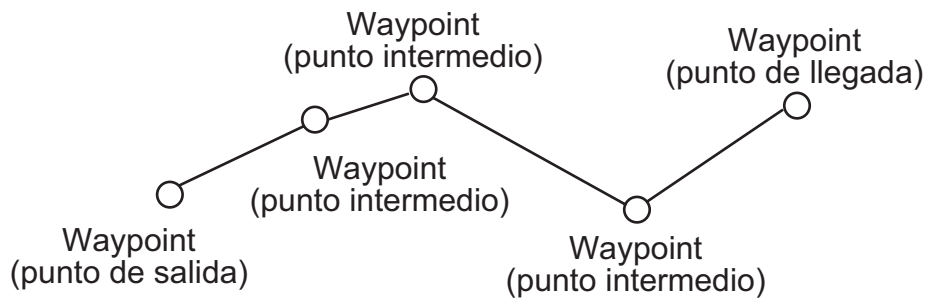 Waypoint
(punto intermedio)
Waypoint
(punto de llegada)
Waypoint
(punto intermedio)
Waypoint
(punto de salida)
Waypoint
(punto intermedio)